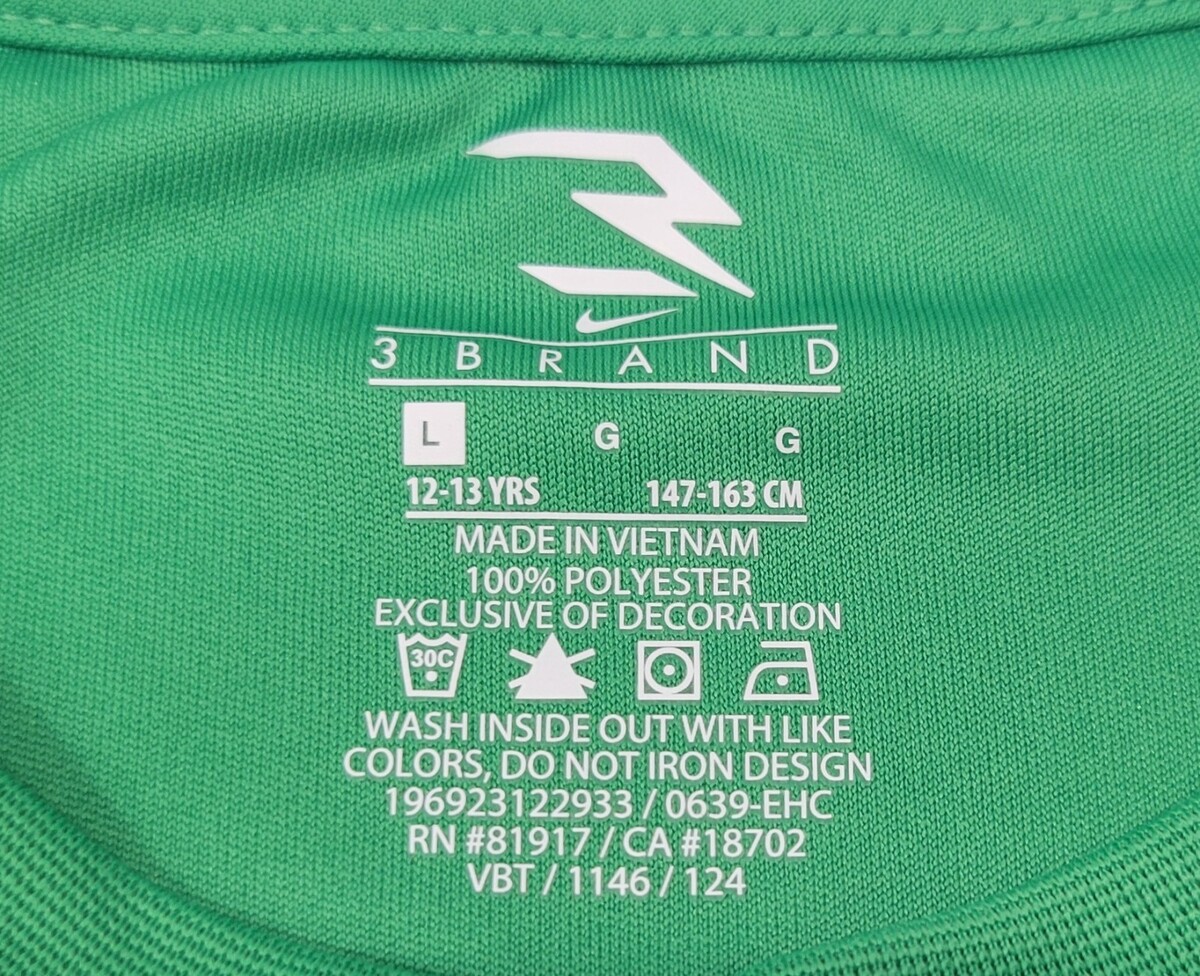 3 BRAND
L G G
12-13 YRS 147-163 CM
MADE IN VIETNAM
100% POLYESTER
EXCLUSIVE OF DECORATION
30C
WASH INSIDE OUT WITH LIKE
COLORS, DO NOT IRON DESIGN
196923122933 / 0639-EHC
RN #81917 / CA #18702
VBT / 1146 / 124